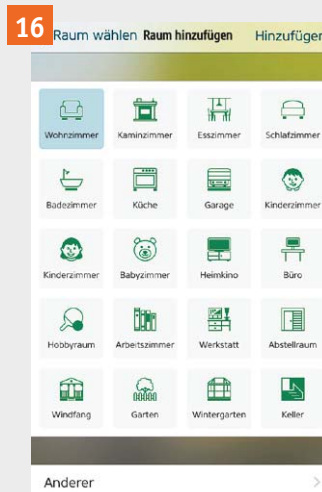 16
Raum wählen Raum hinzufügen Hinzufügen
Wohnzimmer Kaminzimmer Esszimmer Schlafzimmer
Badezimmer Küche Garage Kinderzimmer
Kinderzimmer Babyzimmer Heimkino Büro
Hobbyraum Arbeitszimmer Werkstatt Abstellraum
Windfang Garten Wintergarten Keller
Anderer